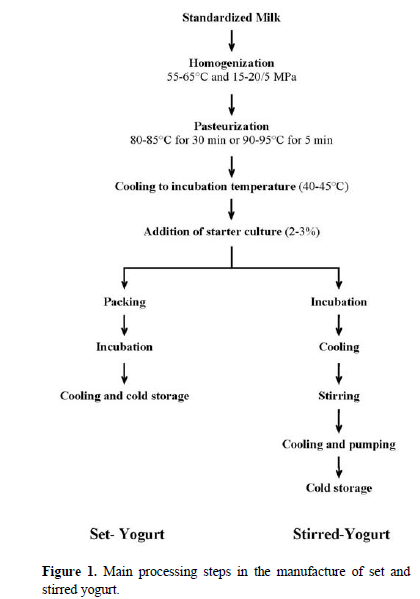 Standardized Milk
Homogenization
55-65°C and 15-20/5 MPa
Pasteurization
80-85°C for 30 min or 90-95°C for 5 min
Cooling to incubation temperature (40-45°C)
Addition of starter culture (2-3%)
Packing
Incubation
Cooling and cold storage
Incubation
Cooling
Stirring
Cooling and pumping
Cold storage
Set- Yogurt
Stirred-Yogurt
Figure 1. Main processing steps in the manufacture of set and
stirred yogurt.